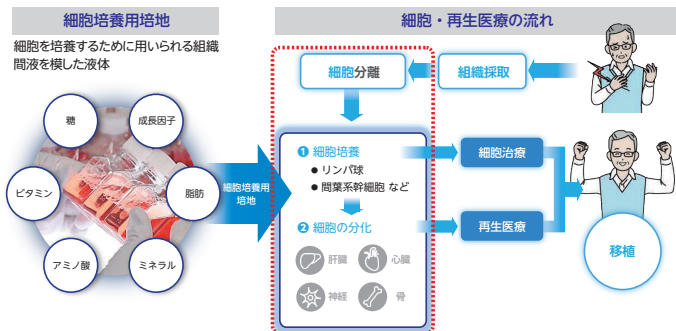 細胞培養用培地
細胞を培養するために用いられる組織
間液を模した液体
糖
成長因子
ビタミン
脂肪
アミノ酸
ミネラル
細胞培養用
培地
細胞・再生医療の流れ
細胞分離
組織採取
❶ 細胞培養
● リンパ球
● 間葉系幹細胞 など
❷ 細胞の分化
肝臓
心臓
神経
骨
細胞治療
再生医療
移植